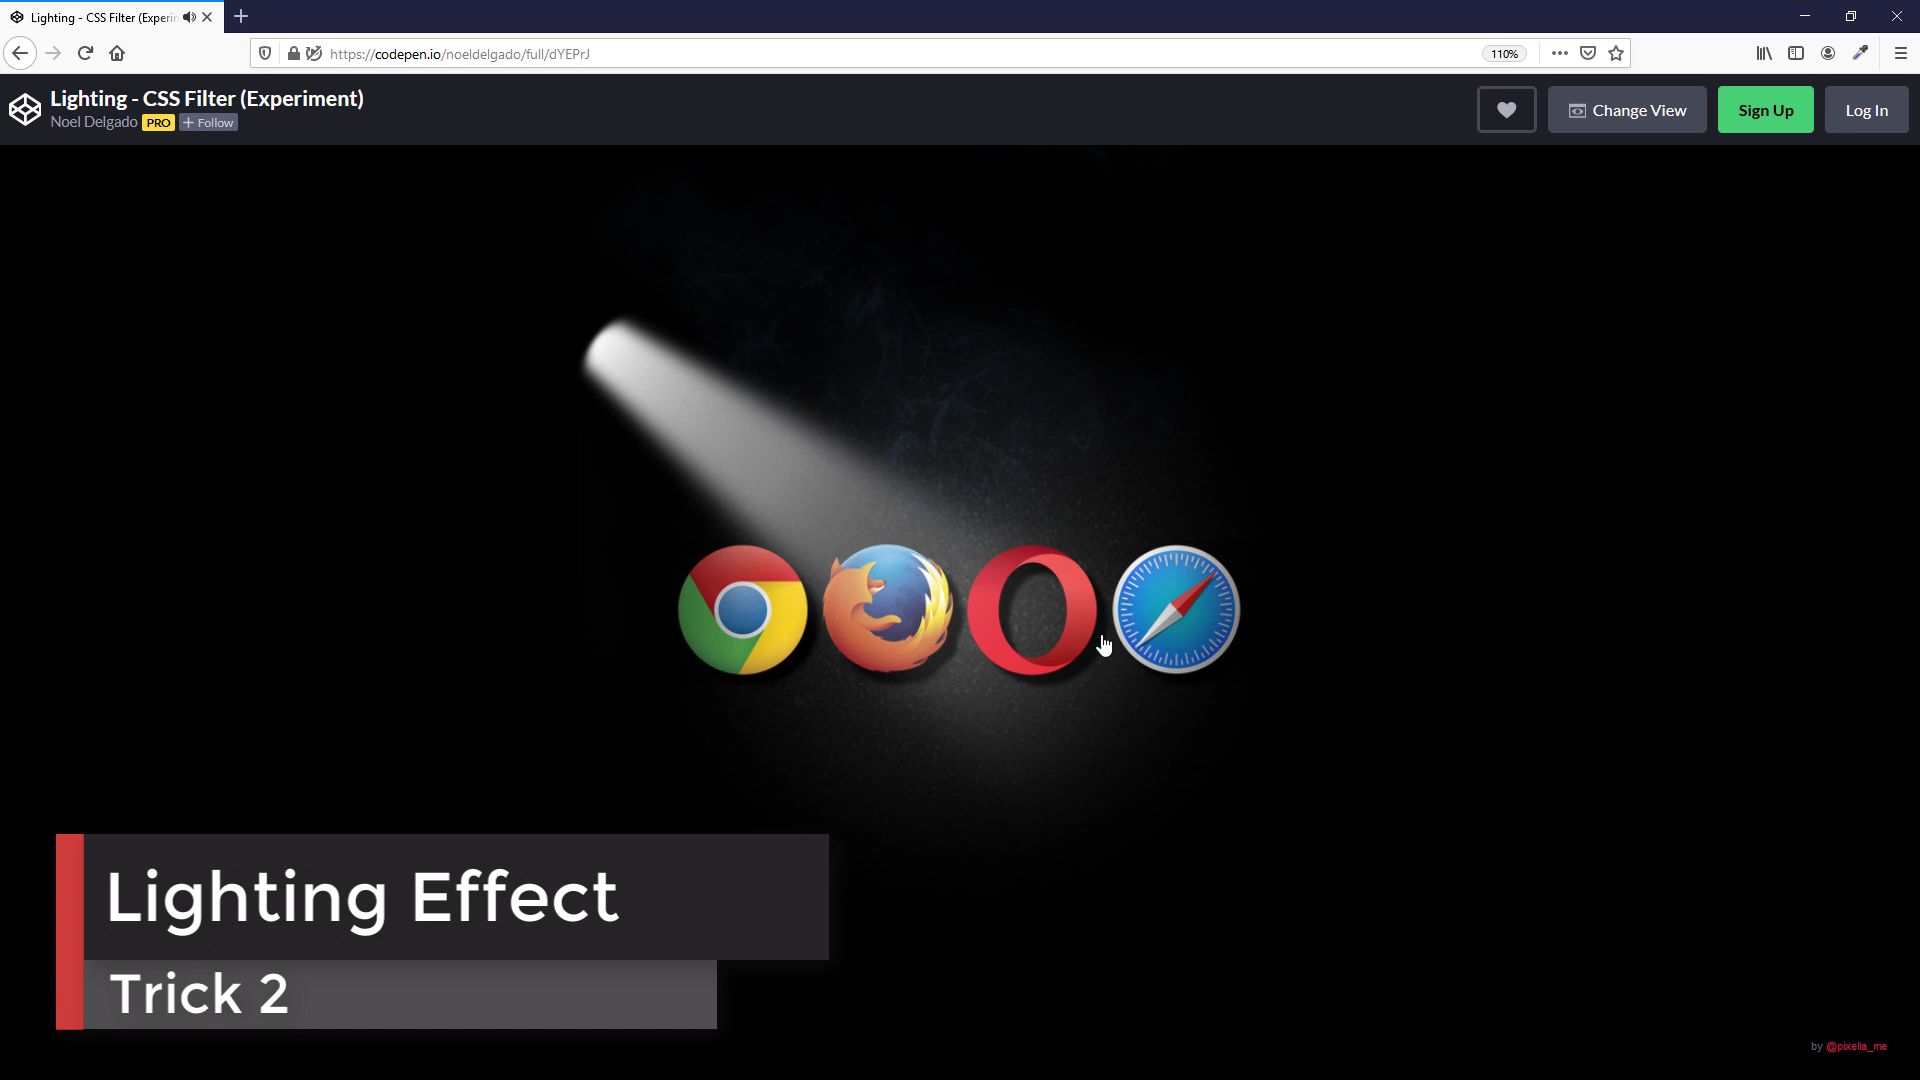 Lighting - CSS Filter (Experin
https://codepen.io/noeldelgado/full/dYEPrJ
110%
Lighting - CSS Filter (Experiment)
Noel Delgado PRO + Follow
Change View
Sign Up
Log In
Lighting Effect
Trick 2
by @pixelia_me